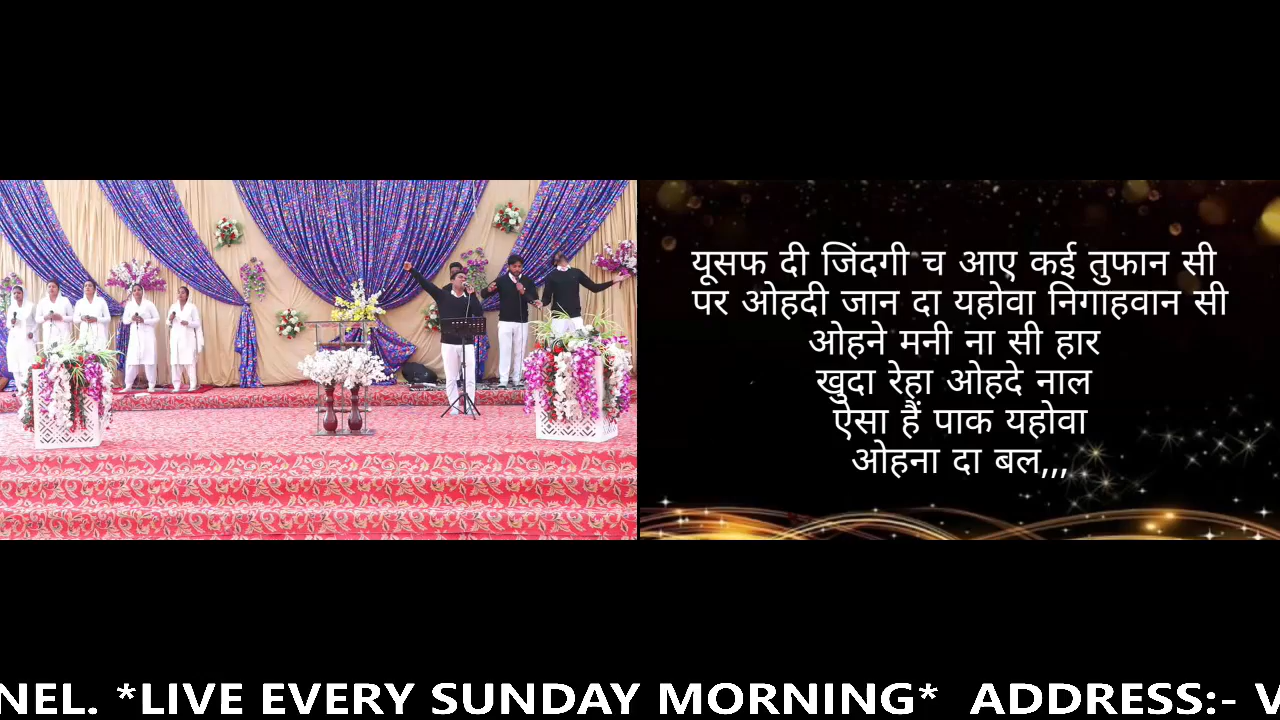 यूसफ दी जिंदगी च आए कई तुफान सी
पर ओहदी जान दा यहोवा निगाहवान सी
ओहने मनी ना सी हार
खुदा रेहा ओहदे नाल
ऐसा हैं पाक यहोवा
ओहना दा बल,,,
NEL. *LIVE EVERY SUNDAY MORNING* ADDRESS:- V